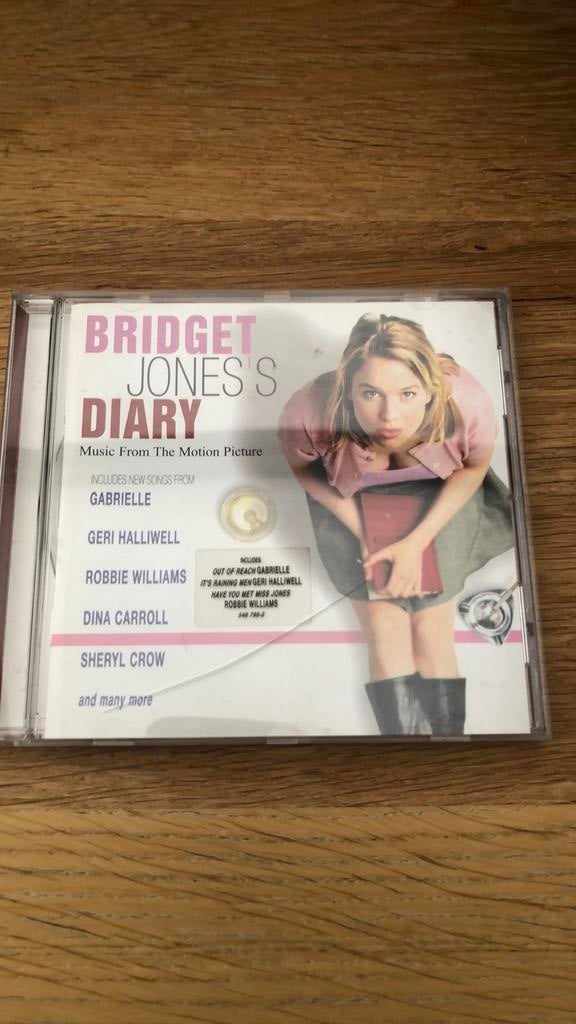 BRIDGET
JONES'S
DIARY
Music From The Motion Picture
INCLUDES NEW SONGS FROM
GABRIELLE
GERI HALLIWELL
ROBBIE WILLIAMS
DINA CARROLL
SHERYL CROW
and many more
INCLUDES
OUT OF REACH GABRIELLE
IT'S RAINING MEN GERI HALLIWELL
HAVE YOU MET MISS JONES
ROBBIE WILLIAMS